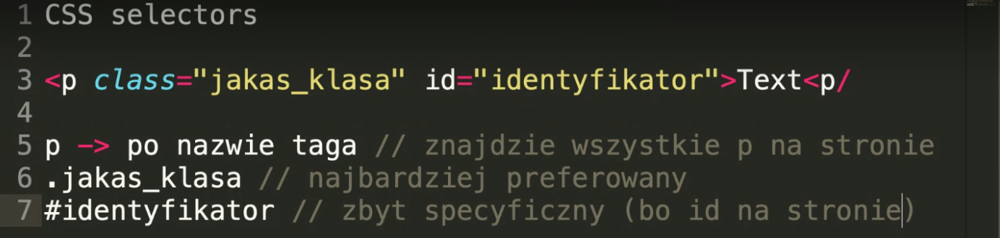 1 CSS selectors
2
3 <p class="jakas_klasa" id="identyfikator">Text<p/
4
5 p -> po nazwie taga // znajdzie wszystkie p na stronie
6 .jakas_klasa // najbardziej preferowany
7 #identyfikator // zbyt specyficzny (bo id na stronie)